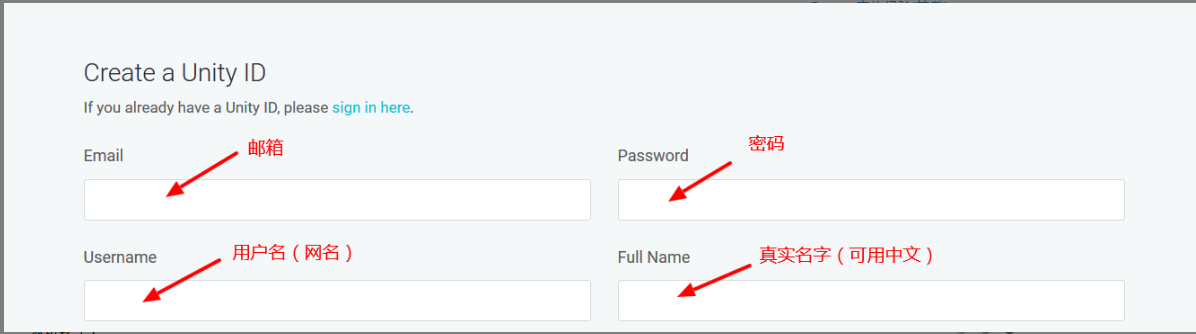 Create a Unity ID
If you already have a Unity ID, please sign in here.
Email
邮箱
Password
密码
Username
用户名（网名）
Full Name
真实名字（可用中文）